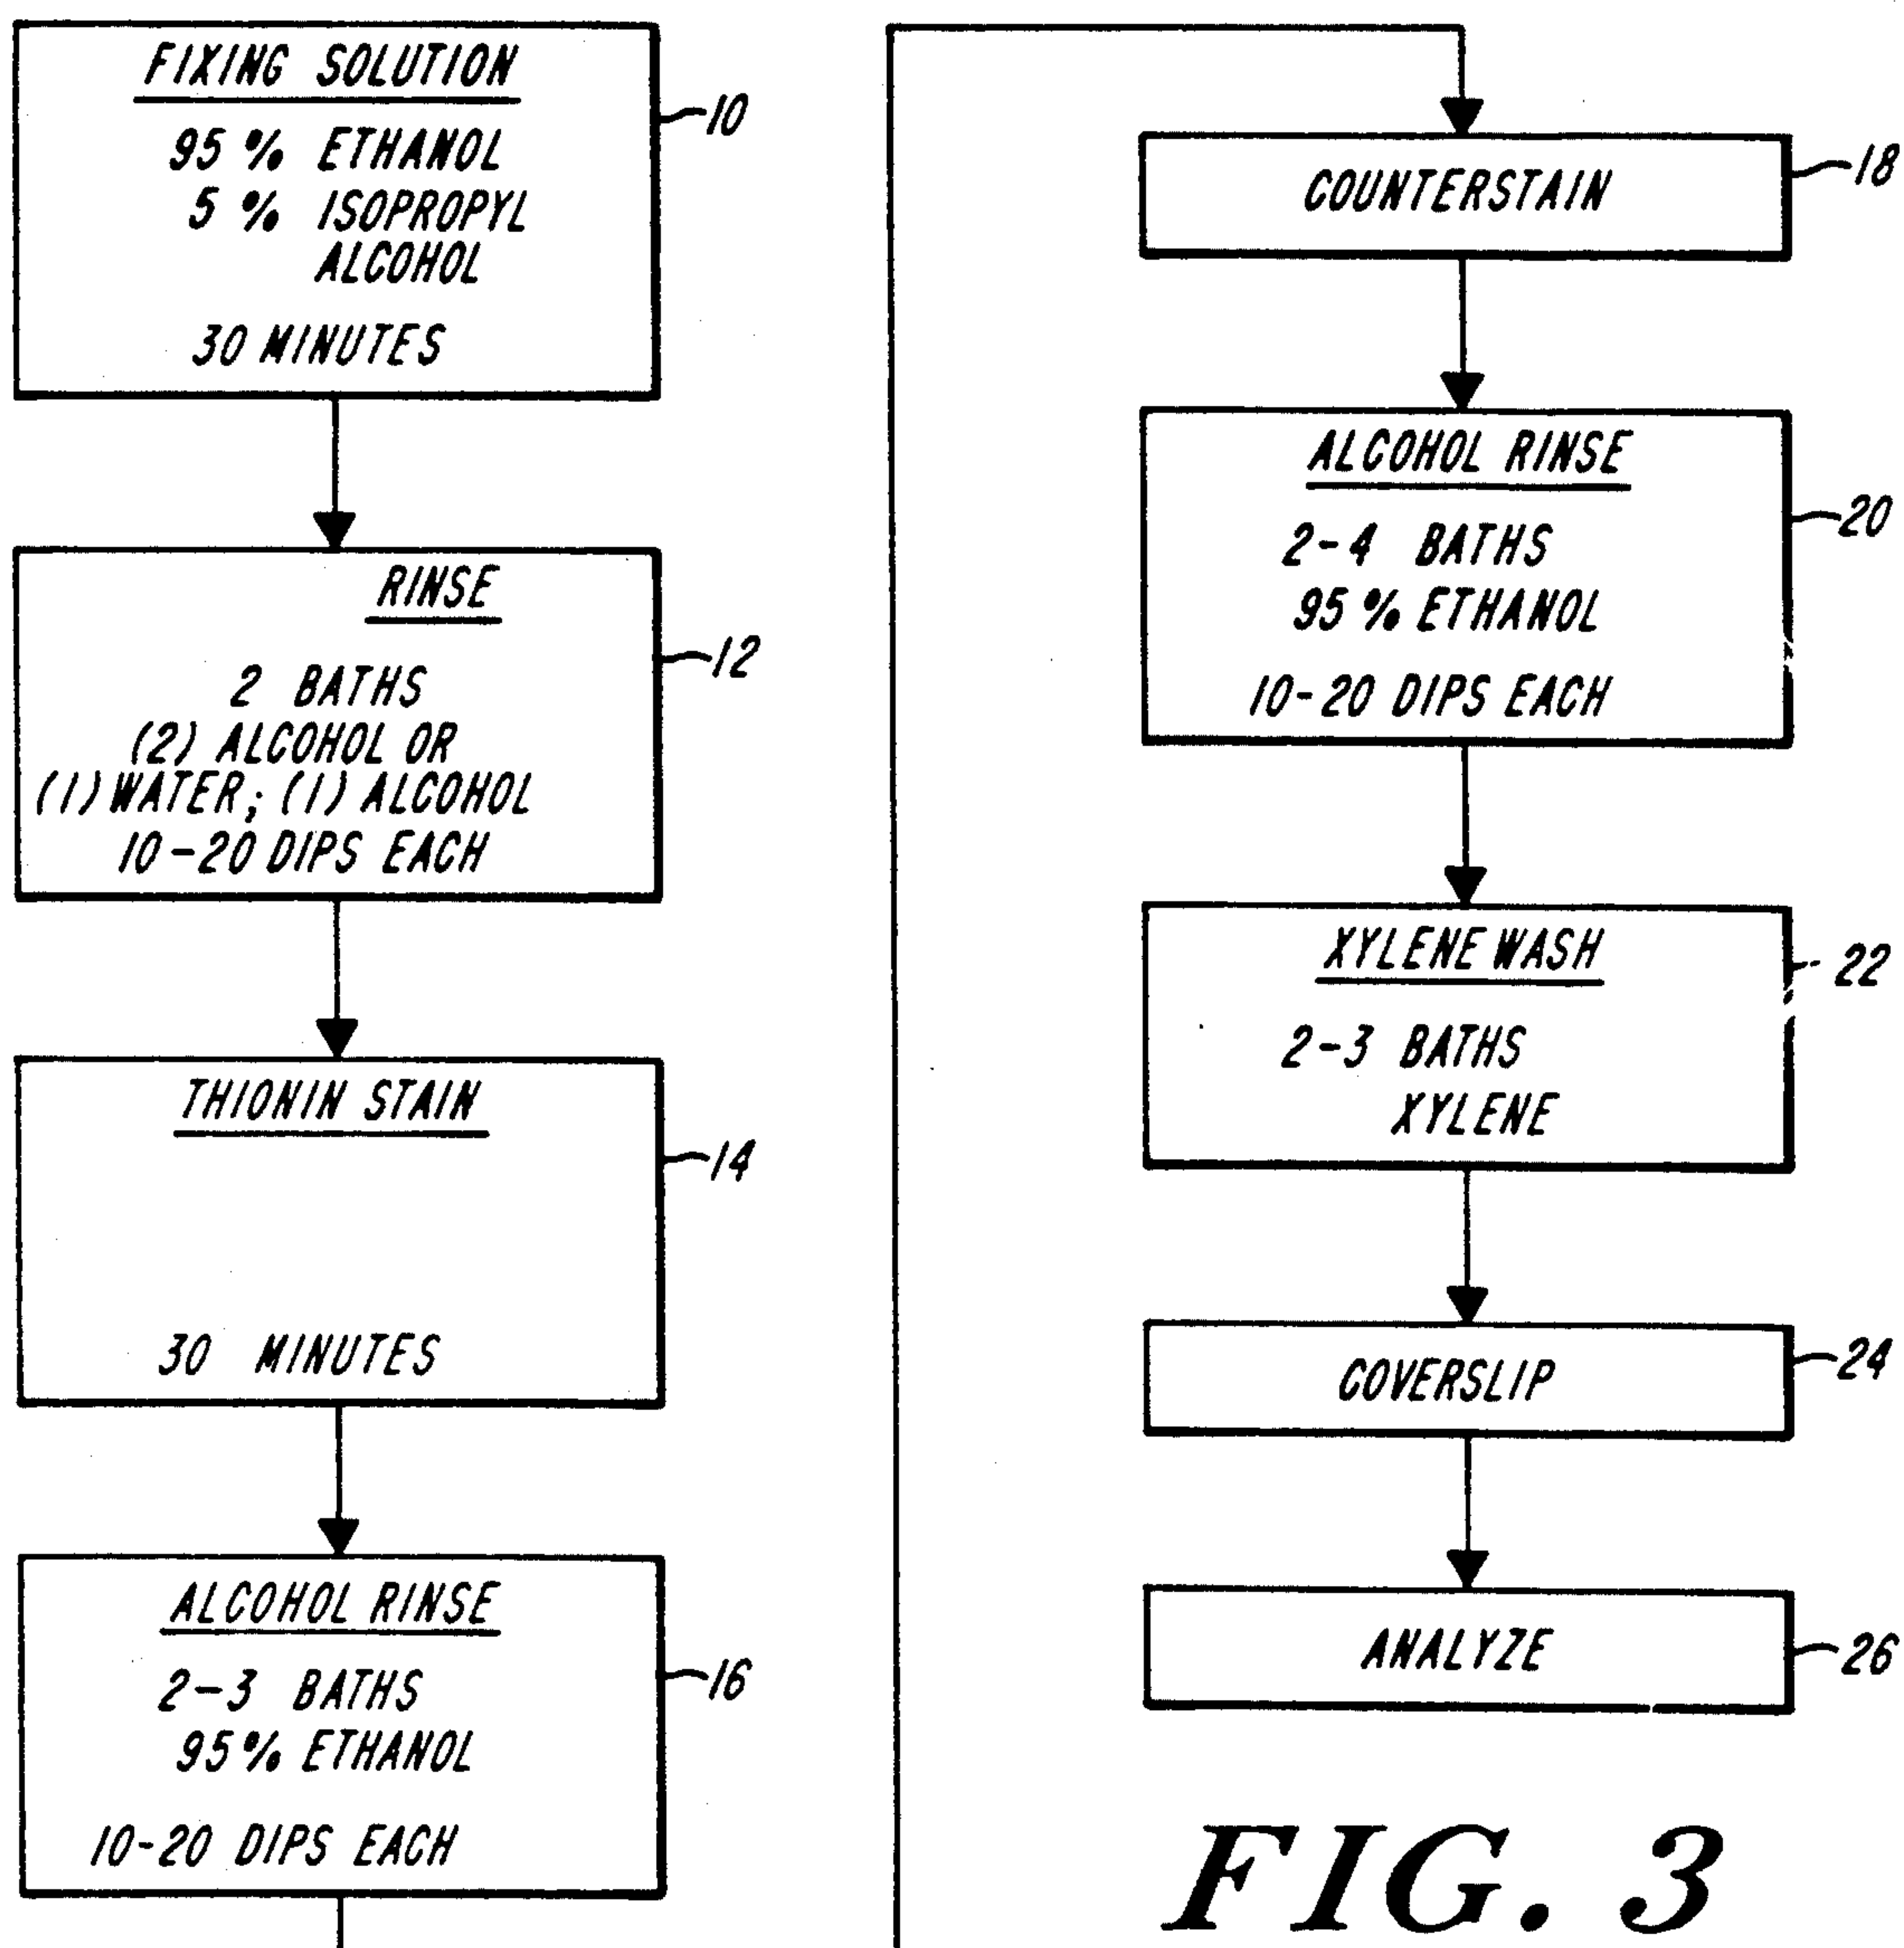 FIXING SOLUTION
95 % ETHANOL
5 % ISOPROPYL
ALCOHOL
30 MINUTES
10
RINSE
2 BATHS
(2) ALCOHOL OR
(1) WATER; (1) ALCOHOL
10-20 DIPS EACH
12
THIONIN STAIN
30 MINUTES
14
ALCOHOL RINSE
2-3 BATHS
95% ETHANOL
10-20 DIPS EACH
16
COUNTERSTAIN
18
ALCOHOL RINSE
2-4 BATHS
95 % ETHANOL
10-20 DIPS EACH
20
XYLENE WASH
2-3 BATHS
XYLENE
22
COVERSLIP
24
ANALYZE
26
FIG. 3